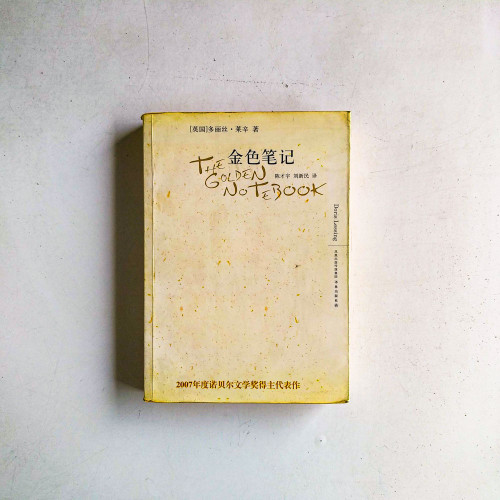 [英国]多丽丝·莱辛 著
金色笔记
THE GOLDEN NOTEBOOK
陈才宇 刘新民 译
Doris Lessing
2007年度诺贝尔文学奖得主代表作